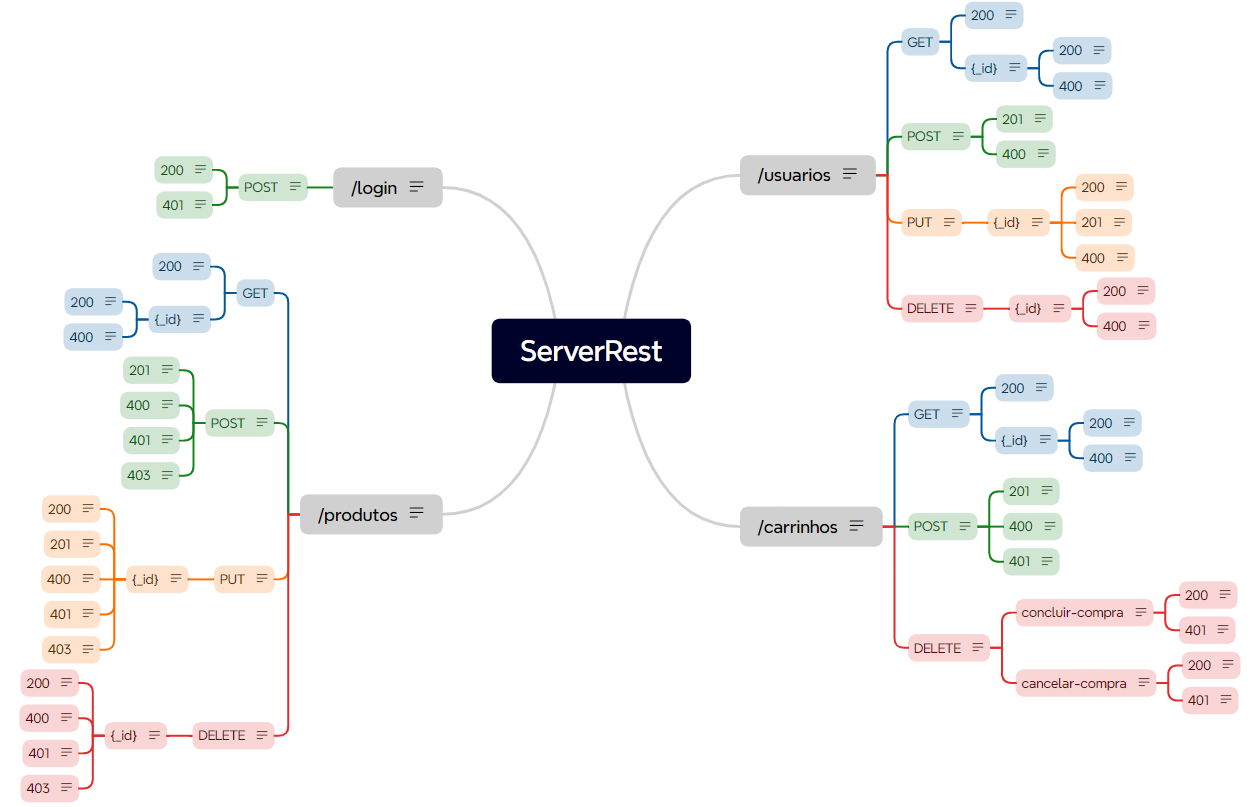 ServerRest
/login
POST
200
401
/produtos
GET
200
{_id}
200
400
POST
201
400
401
403
PUT
{_id}
200
201
400
401
403
DELETE
{_id}
200
400
401
403
/usuarios
GET
200
{_id}
200
400
POST
201
400
PUT
{_id}
200
201
400
DELETE
{_id}
200
400
/carrinhos
GET
200
{_id}
200
400
POST
201
400
401
DELETE
concluir-compra
200
401
cancelar-compra
200
401